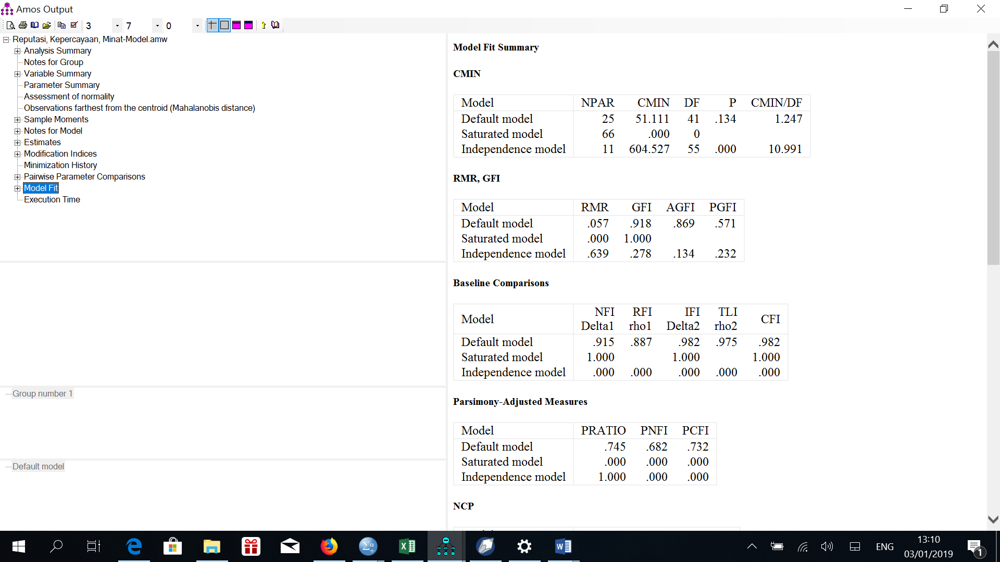 Amos Output
3 7 0
Reputasi, Kepercayaan, Minat-Model.amw
Analysis Summary
Notes for Group
Variable Summary
Parameter Summary
Assessment of normality
Observations farthest from the centroid (Mahalanobis distance)
Sample Moments
Notes for Model
Estimates
Modification Indices
Minimization History
Pairwise Parameter Comparisons
Model Fit
Execution Time
Group number 1
Default model
Model Fit Summary
CMIN
Model NPAR CMIN DF P CMIN/DF
Default model 25 51.111 41 .134 1.247
Saturated model 66 .000 0
Independence model 11 604.527 55 .000 10.991
RMR, GFI
Model RMR GFI AGFI PGFI
Default model .057 .918 .869 .571
Saturated model .000 1.000
Independence model .639 .278 .134 .232
Baseline Comparisons
Model NFI Delta1 RFI rho1 IFI Delta2 TLI rho2 CFI
Default model .915 .887 .982 .975 .982
Saturated model 1.000 1.000 1.000
Independence model .000 .000 .000 .000 .000
Parsimony-Adjusted Measures
Model PRATIO PNFI PCFI
Default model .745 .682 .732
Saturated model .000 .000 .000
Independence model 1.000 .000 .000
NCP
ENG
13:10
03/01/2019
1